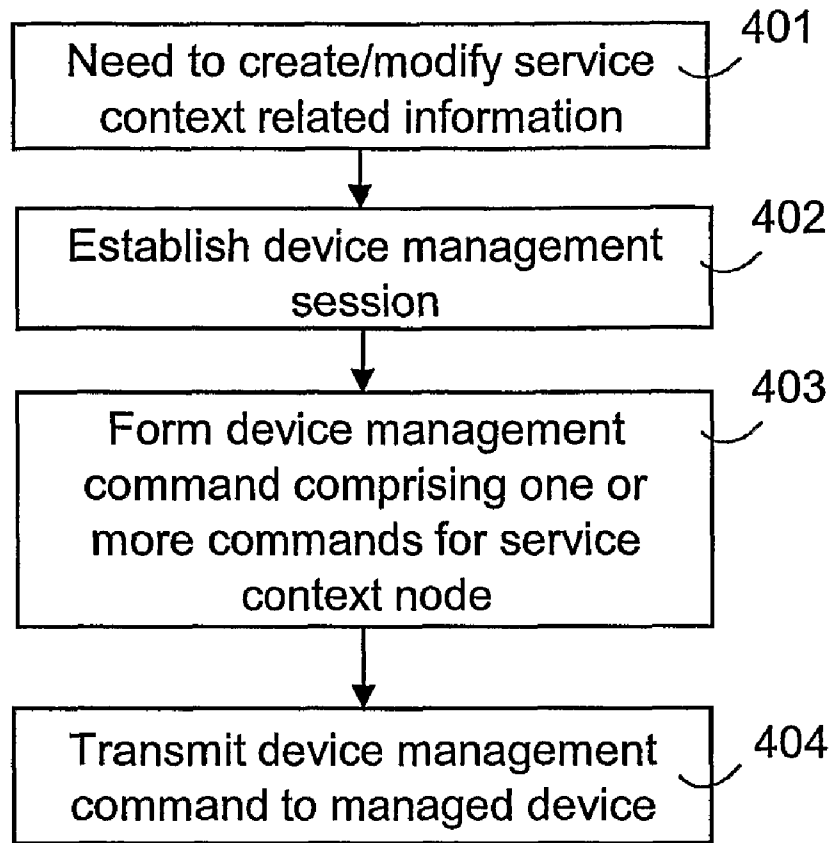 401
Need to create/modify service
context related information
402
Establish device management
session
403
Form device management
command comprising one or
more commands for service
context node
404
Transmit device management
command to managed device